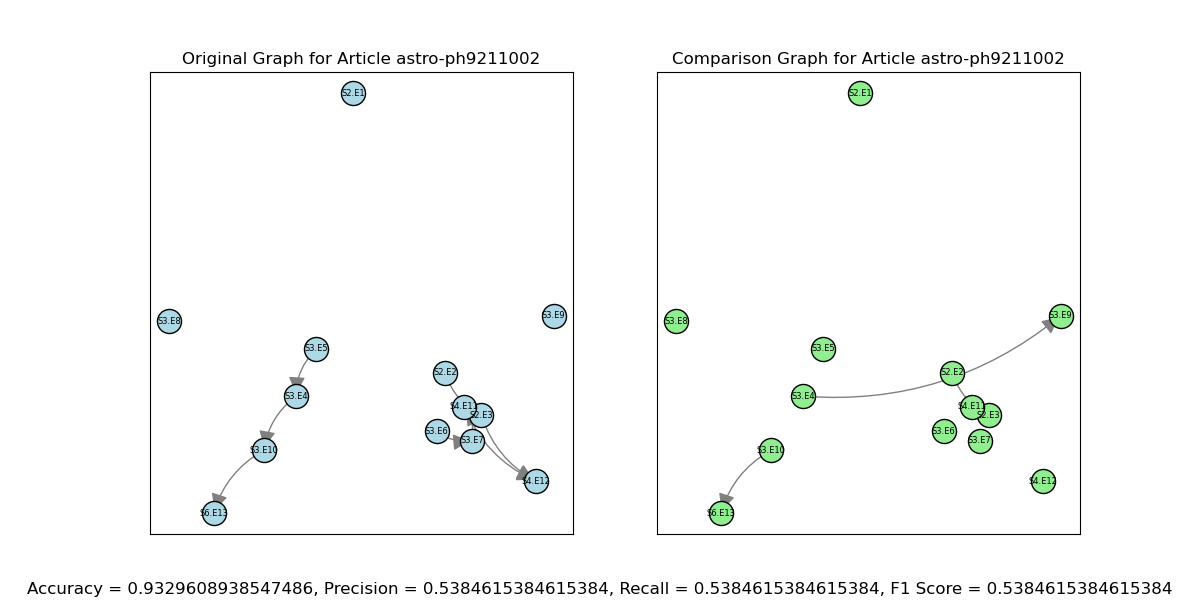 Original Graph for Article astro-ph9211002
S2.E1
S3.E8
S3.E9
S3.E5
S2.E2
S3.E4
S4.E11
S2.E3
S3.E6
S3.E7
S3.E10
S4.E12
S6.E13
Comparison Graph for Article astro-ph9211002
S2.E1
S3.E8
S3.E9
S3.E5
S2.E2
S3.E4
S4.E11
S2.E3
S3.E6
S3.E7
S3.E10
S4.E12
S6.E13
Accuracy = 0.9329608938547486, Precision = 0.5384615384615384, Recall = 0.5384615384615384, F1 Score = 0.5384615384615384